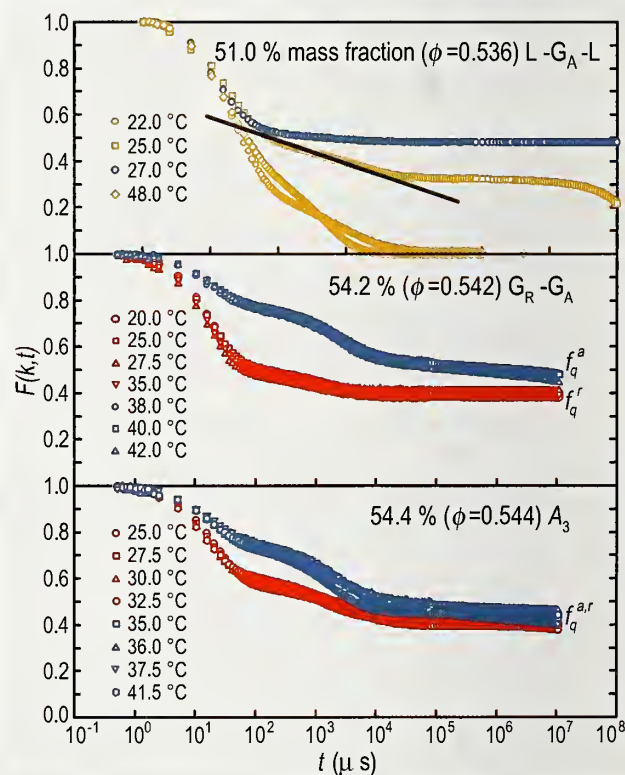 1.0
51.0 % mass fraction (ϕ=0.536) L -G_A -L
0.8
0.6
22.0 °C
25.0 °C
0.4
27.0 °C
48.0 °C
0.2
1.0
54.2 % (ϕ=0.542) G_R -G_A
0.8
20.0 °C
25.0 °C
0.6
27.5 °C
35.0 °C
f_q^a
0.4
38.0 °C
f_q^r
40.0 °C
0.2
42.0 °C
F(k,t)
1.0
54.4 % (ϕ=0.544) A_3
0.8
25.0 °C
27.5 °C
0.6
30.0 °C
32.5 °C
0.4
35.0 °C
f_q^{a,r}
36.0 °C
0.2
37.5 °C
41.5 °C
0.0
10^-1 10^0 10^1 10^2 10^3 10^4 10^5 10^6 10^7 10^8
t (μ s)